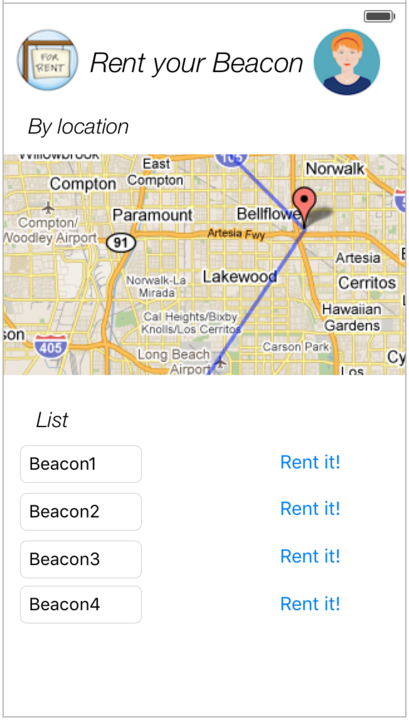 FOR
RENT
Rent your Beacon
By location
105
East
Compton
Norwalk
Compton
Compton/
Woodley Airport
Paramount
Bellflowe
91
Artesia Fwy
Artesia
Norwalk-La
Mirada
Lakewood
Cerritos
Hawaiian
Gardens
Cal Heights/Bixby
Knolls/Los Cerritos
son
405
Long Beach
Airport
Carson Park
Cy
Los
List
Beacon1 Rent it!
Beacon2 Rent it!
Beacon3 Rent it!
Beacon4 Rent it!